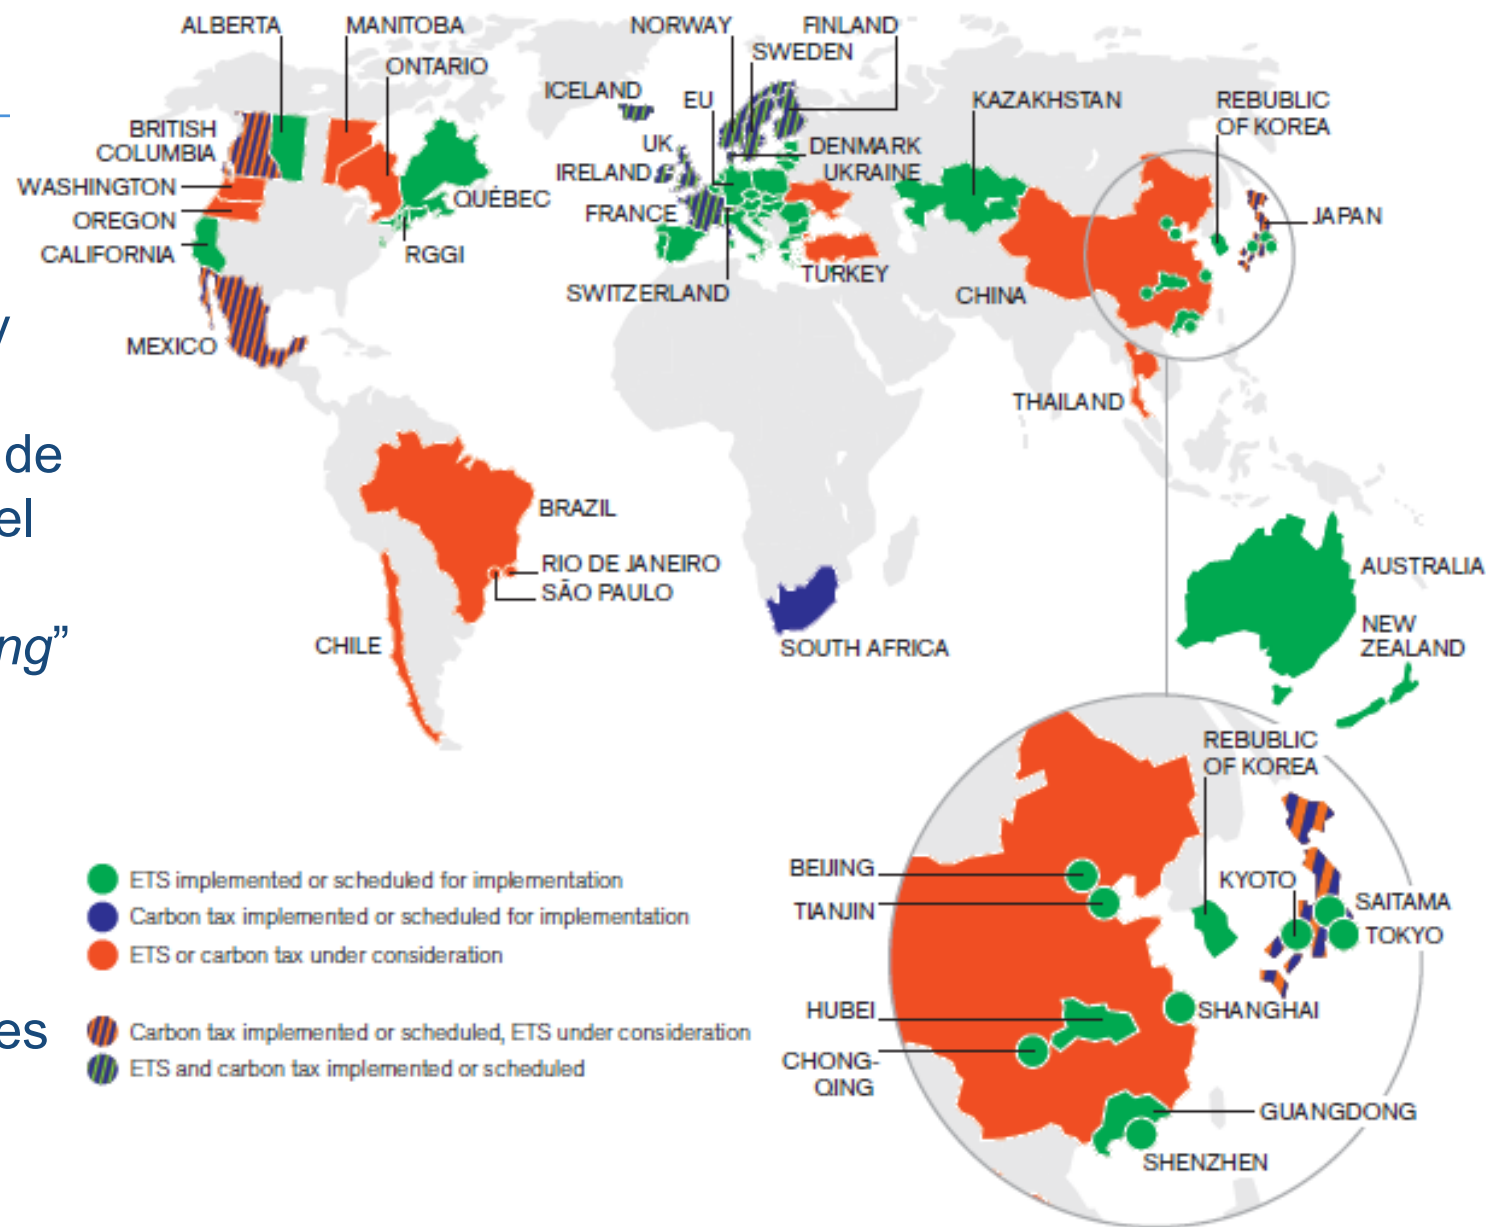 ALBERTA
MANITOBA
ONTARIO
BRITISH
COLUMBIA
WASHINGTON
OREGON
CALIFORNIA
QUÉBEC
RGGI
MEXICO
NORWAY
FINLAND
SWEDEN
ICELAND
EU
UK
IRELAND
DENMARK
UKRAINE
FRANCE
SWITZERLAND
TURKEY
KAZAKHSTAN
REBUBLIC
OF KOREA
JAPAN
CHINA
THAILAND
BRAZIL
RIO DE JANEIRO
SÃO PAULO
CHILE
SOUTH AFRICA
AUSTRALIA
NEW
ZEALAND
y
de
el
ng”
es
ETS implemented or scheduled for implementation
Carbon tax implemented or scheduled for implementation
ETS or carbon tax under consideration
Carbon tax implemented or scheduled, ETS under consideration
ETS and carbon tax implemented or scheduled
REBUBLIC
OF KOREA
BEIJING
TIANJIN
KYOTO
SAITAMA
TOKYO
HUBEI
SHANGHAI
CHONG-
QING
GUANGDONG
SHENZHEN